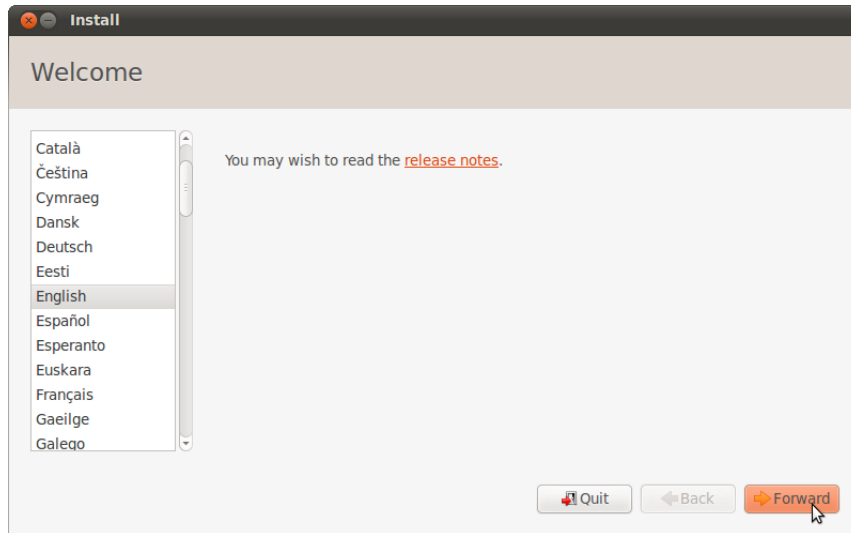 Install
Welcome
Català
Čeština
Cymraeg
Dansk
Deutsch
Eesti
English
Español
Esperanto
Euskara
Français
Gaeilge
Galego
You may wish to read the release notes.
Quit
Back
Forward